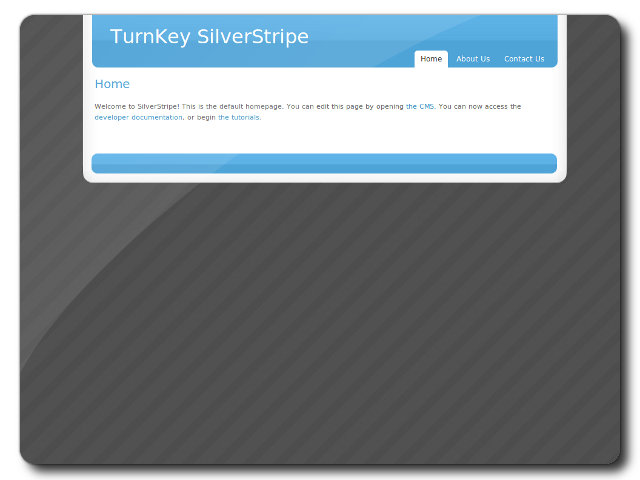 TurnKey SilverStripe
Home About Us Contact Us
Home
Welcome to SilverStripe! This is the default homepage. You can edit this page by opening the CMS. You can now access the
developer documentation, or begin the tutorials.